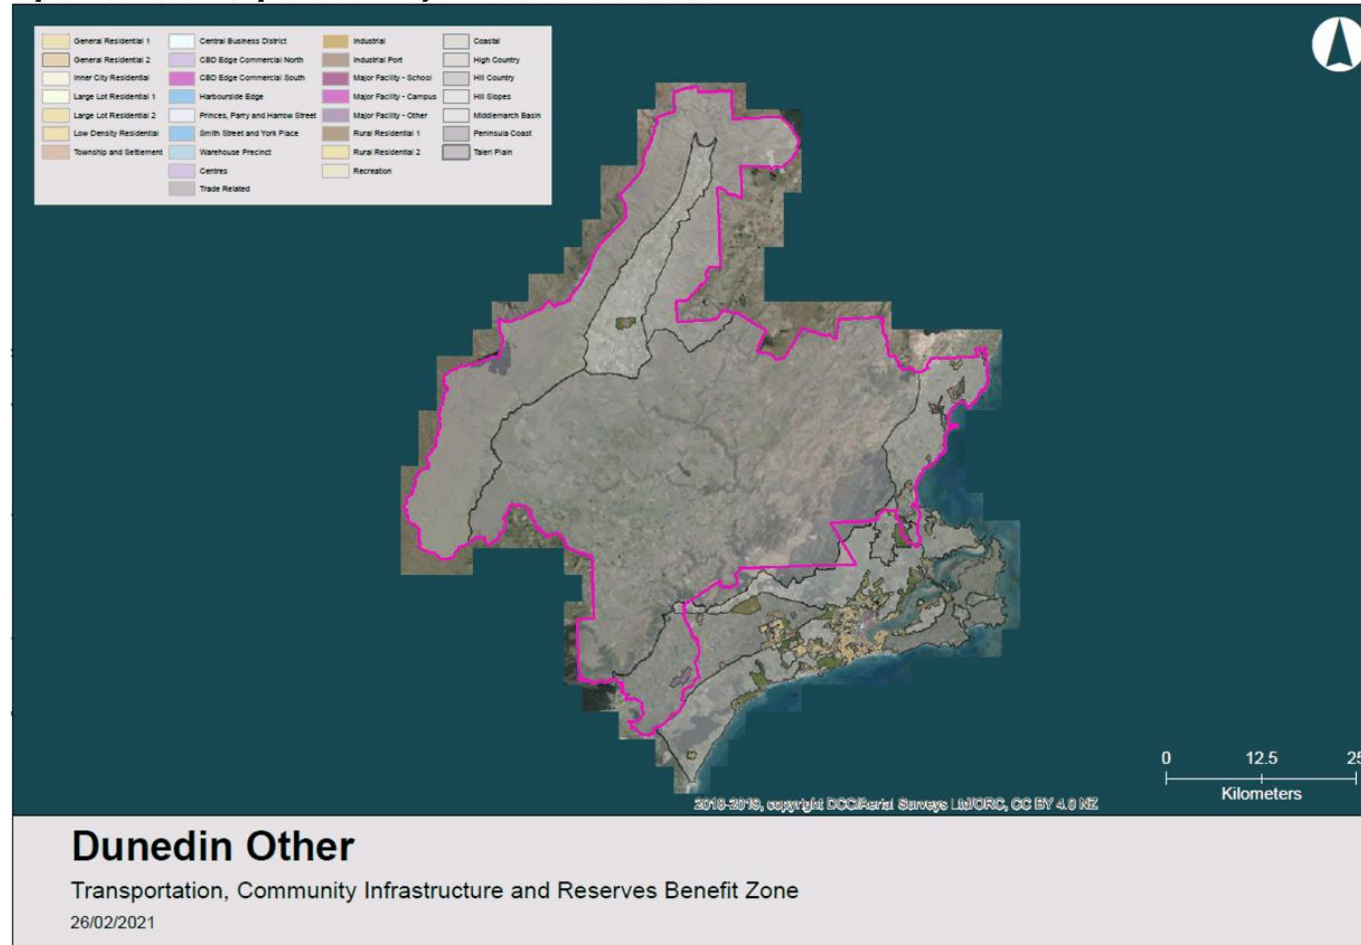 General Residential 1
General Residential 2
Inner City Residential
Large Lot Residential 1
Large Lot Residential 2
Low Density Residential
Township and Settlement
Central Business District
CBD Edge Commercial North
CBD Edge Commercial South
Harbourside Edge
Princes, Parry and Harrow Street
Smith Street and York Place
Warehouse Precinct
Centres
Trade Related
Industrial
Industrial Port
Major Facility - School
Major Facility - Campus
Major Facility - Other
Rural Residential 1
Rural Residential 2
Recreation
Coastal
High Country
Hill Country
Hill Slopes
Middlemarch Basin
Peninsula Coast
Taieri Plain
0 12.5 25
Kilometers
2018-2019, copyright DCC/Aerial Surveys Ltd/ORC, CC BY 4.0 NZ
Dunedin Other
Transportation, Community Infrastructure and Reserves Benefit Zone
26/02/2021